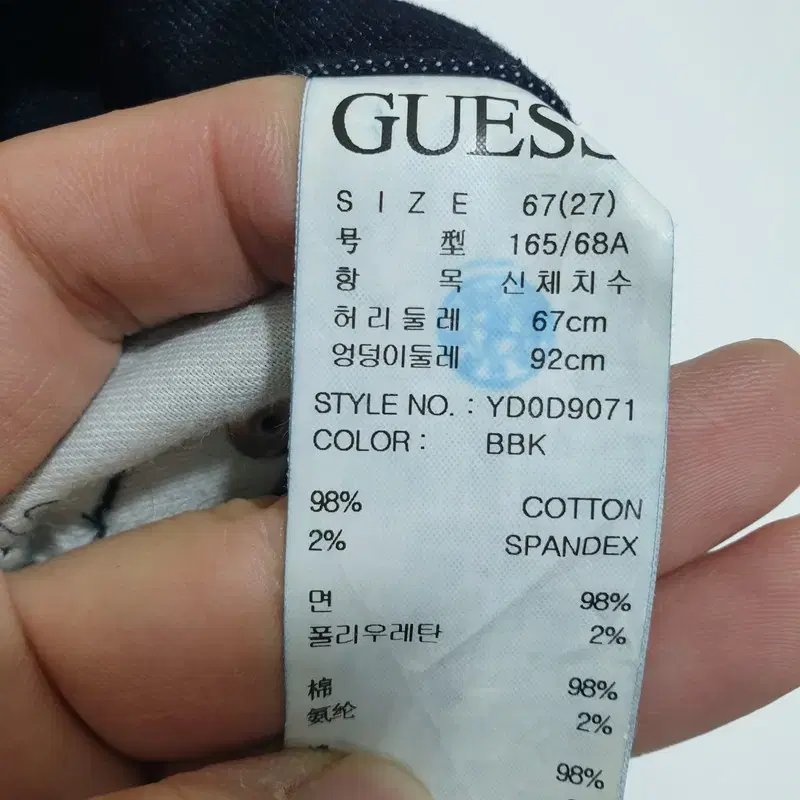 GUESS
SIZE 67(27)
号型 165/68A
항목 신체치수
허리둘레 67cm
엉덩이둘레 92cm
STYLE NO. : YD0D9071
COLOR : BBK
98% COTTON
2% SPANDEX
면 98%
폴리우레탄 2%
棉 98%
氨纶 2%
98%